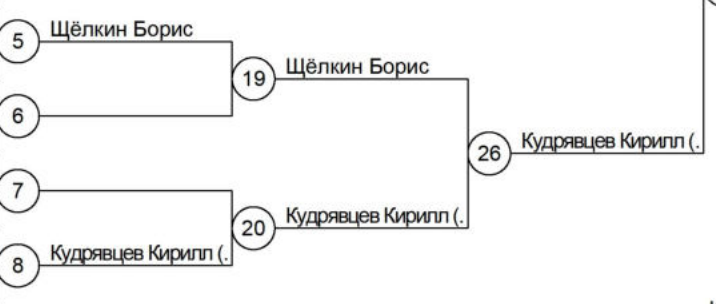 5 Щёлкин Борис
19 Щёлкин Борис
6
26 Кудрявцев Кирилл (.
7
20 Кудрявцев Кирилл (.
8 Кудрявцев Кирилл (.